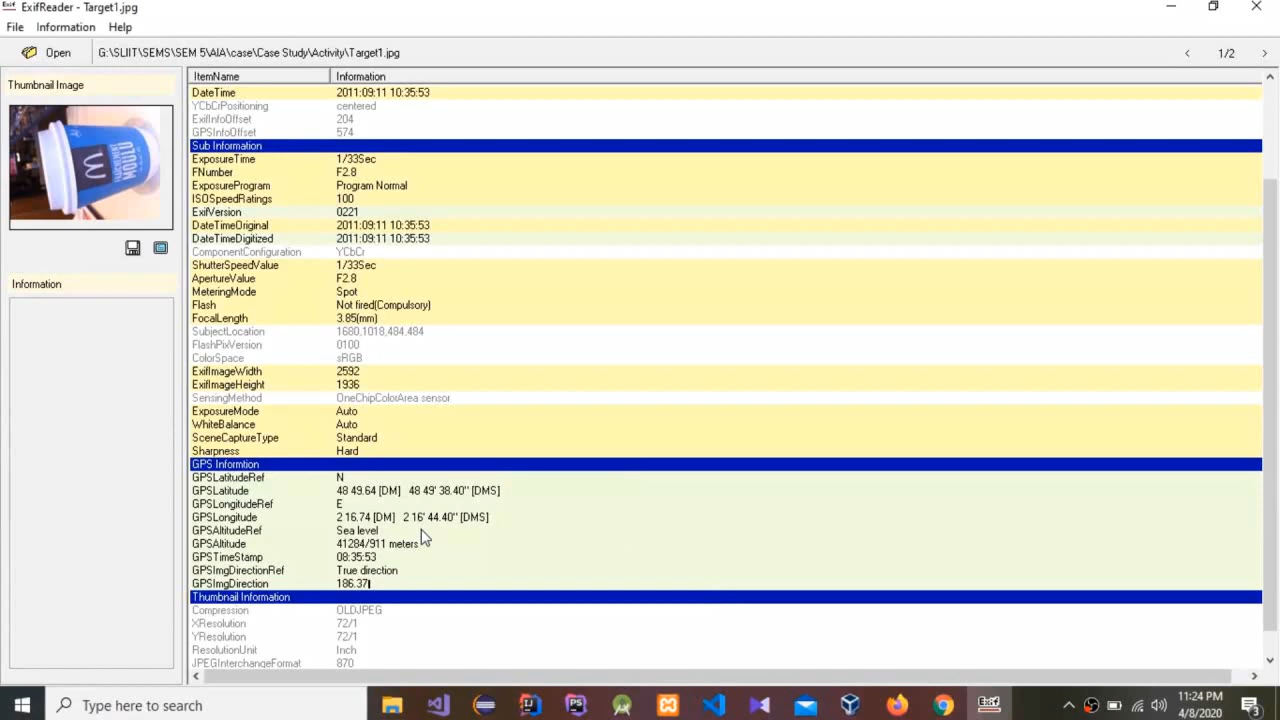 ExifReader - Target1.jpg
File Information Help
Open G:\SLIIT\SEMS\SEM 5\AIA\case\Case Study\Activity\Target1.jpg 1/2
Thumbnail Image
Information
ItemName Information
DateTime 2011:09:11 10:35:53
YCbCrPositioning centered
ExifInfoOffset 204
GPSInfoOffset 574
Sub Information
ExposureTime 1/33Sec
FNumber F2.8
ExposureProgram Program Normal
ISOSpeedRatings 100
ExifVersion 0221
DateTimeOriginal 2011:09:11 10:35:53
DateTimeDigitized 2011:09:11 10:35:53
ComponentConfiguration YCbCr
ShutterSpeedValue 1/33Sec
ApertureValue F2.8
MeteringMode Spot
Flash Not fired(Compulsory)
FocalLength 3.85(mm)
SubjectLocation 1680,1018,484,484
FlashPixVersion 0100
ColorSpace sRGB
ExifImageWidth 2592
ExifImageHeight 1936
SensingMethod OneChipColorArea sensor
ExposureMode Auto
WhiteBalance Auto
SceneCaptureType Standard
Sharpness Hard
GPS Informtion
GPSLatitudeRef N
GPSLatitude 48 49.64 [DM] 48 49' 38.40" [DMS]
GPSLongitudeRef E
GPSLongitude 2 16.74 [DM] 2 16' 44.40" [DMS]
GPSAltitudeRef Sea level
GPSAltitude 41284/911 meters
GPSTimeStamp 08:35:53
GPSImgDirectionRef True direction
GPSImgDirection 186.37
Thumbnail Information
Compression OLDJPEG
XResolution 72/1
YResolution 72/1
ResolutionUnit Inch
JPEGInterchangeFormat 870
Type here to search
11:24 PM
4/8/2020